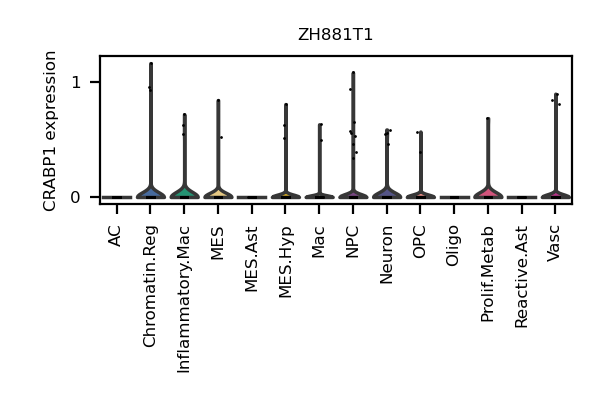 ZH881T1
CRABP1 expression
1
0
AC
Chromatin.Reg
Inflammatory.Mac
MES
MES.Ast
MES.Hyp
Mac
NPC
Neuron
OPC
Oligo
Prolif.Metab
Reactive.Ast
Vasc